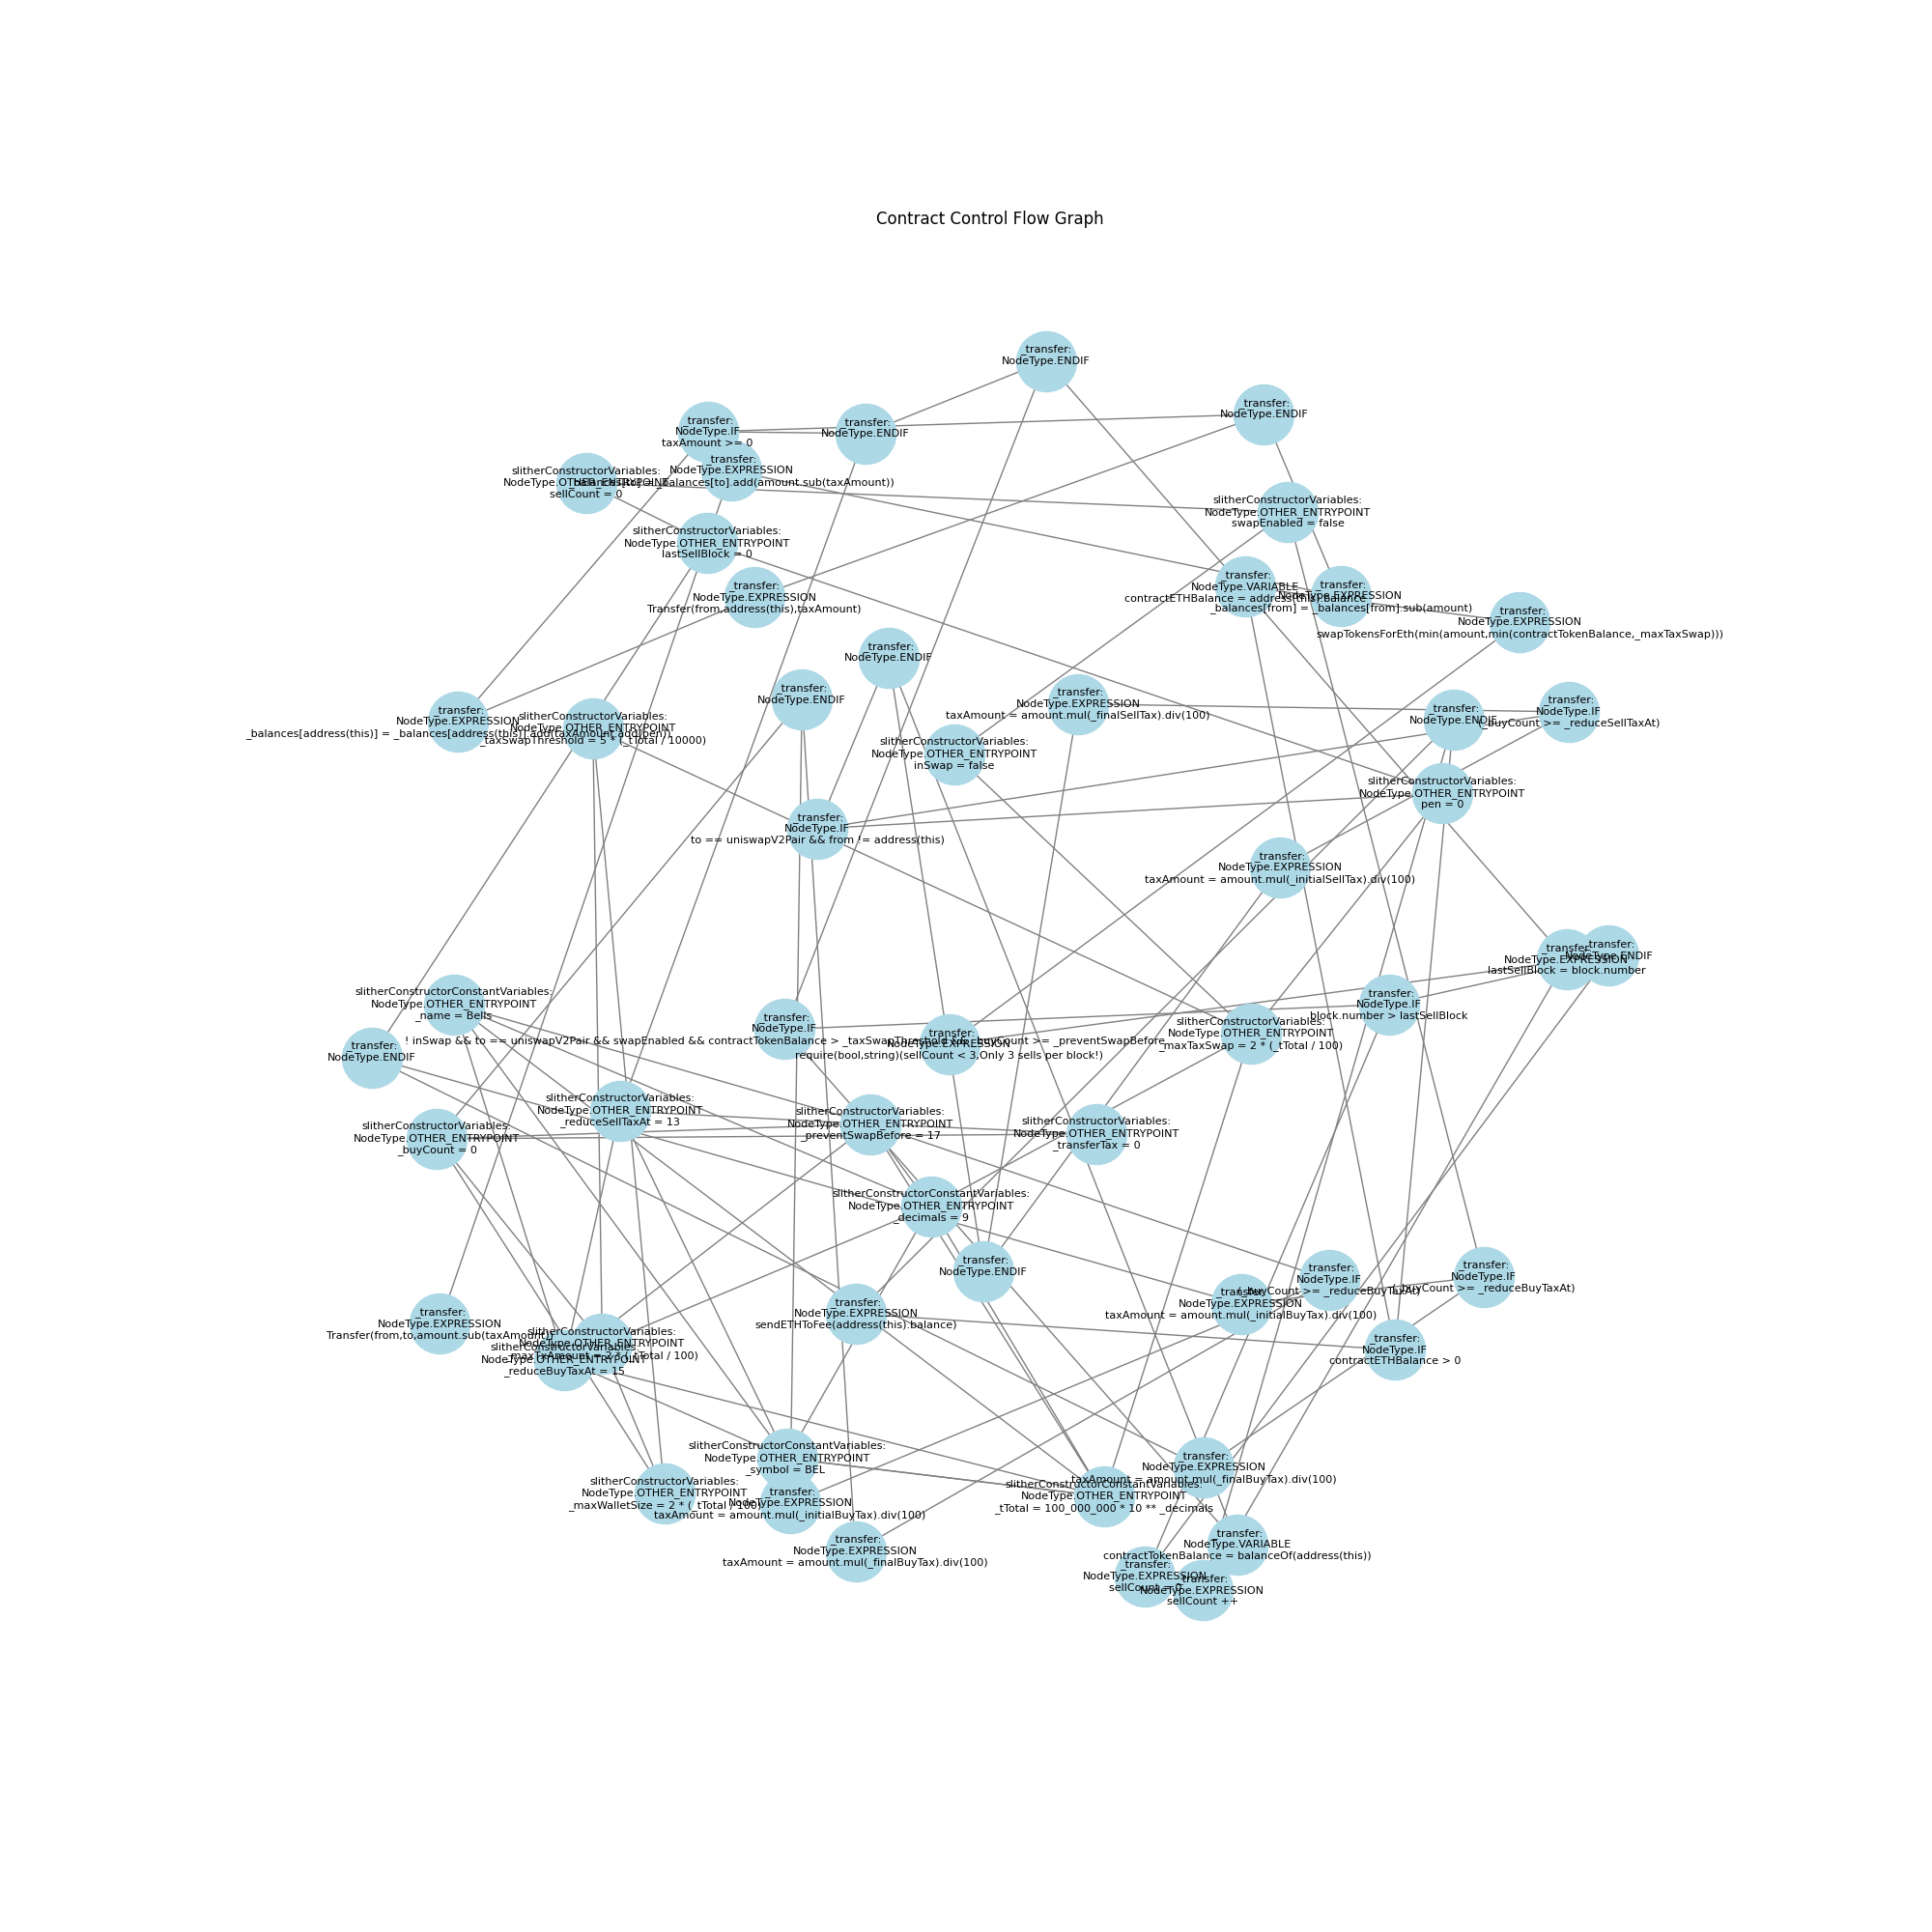 Contract Control Flow Graph
_transfer:
NodeType.ENDIF
_transfer:
NodeType.ENDIF
_transfer:
NodeType.IF
taxAmount >= 0
_transfer:
NodeType.ENDIF
_transfer:
NodeType.EXPRESSION
_balances[to].add(amount.sub(taxAmount))
slitherConstructorVariables:
NodeType.OTHER_ENTRYPOINT
sellCount = 0
slitherConstructorVariables:
NodeType.OTHER_ENTRYPOINT
swapEnabled = false
slitherConstructorVariables:
NodeType.OTHER_ENTRYPOINT
lastSellBlock = 0
_transfer:
NodeType.EXPRESSION
Transfer(from,address(this),taxAmount)
_transfer:
NodeType.VARIABLE
contractETHBalance = address(this).balance
NodeType.EXPRESSION
_balances[from] = _balances[from].sub(amount)
_transfer:
NodeType.EXPRESSION
swapTokensForEth(min(amount,min(contractTokenBalance,_maxTaxSwap)))
_transfer:
NodeType.ENDIF
_transfer:
NodeType.ENDIF
_transfer:
NodeType.EXPRESSION
taxAmount = amount.mul(_finalSellTax).div(100)
_transfer:
NodeType.ENDIF
_transfer:
NodeType.IF
(_buyCount >= _reduceSellTaxAt)
_transfer:
NodeType.EXPRESSION
_balances[address(this)] = _balances[address(this)].add(taxAmount.add(pen))
slitherConstructorVariables:
NodeType.OTHER_ENTRYPOINT
_taxSwapThreshold = 5 * (_tTotal / 10000)
slitherConstructorVariables:
NodeType.OTHER_ENTRYPOINT
inSwap = false
slitherConstructorVariables:
NodeType.OTHER_ENTRYPOINT
pen = 0
_transfer:
NodeType.IF
to == uniswapV2Pair && from != address(this)
_transfer:
NodeType.EXPRESSION
taxAmount = amount.mul(_initialSellTax).div(100)
_transfer:
NodeType.EXPRESSION
lastSellBlock = block.number
_transfer:
NodeType.ENDIF
slitherConstructorConstantVariables:
NodeType.OTHER_ENTRYPOINT
_name = Bells
_transfer:
NodeType.IF
block.number > lastSellBlock
_transfer:
NodeType.IF
! inSwap && to == uniswapV2Pair && swapEnabled && contractTokenBalance > _taxSwapThreshold && _buyCount >= _preventSwapBefore
_transfer:
NodeType.EXPRESSION
require(bool,string)(sellCount < 3,Only 3 sells per block!)
slitherConstructorVariables:
NodeType.OTHER_ENTRYPOINT
_maxTaxSwap = 2 * (_tTotal / 100)
_transfer:
NodeType.ENDIF
slitherConstructorVariables:
NodeType.OTHER_ENTRYPOINT
_reduceSellTaxAt = 13
slitherConstructorVariables:
NodeType.OTHER_ENTRYPOINT
_preventSwapBefore = 17
slitherConstructorVariables:
NodeType.OTHER_ENTRYPOINT
_transferTax = 0
slitherConstructorVariables:
NodeType.OTHER_ENTRYPOINT
_buyCount = 0
slitherConstructorConstantVariables:
NodeType.OTHER_ENTRYPOINT
_decimals = 9
_transfer:
NodeType.ENDIF
_transfer:
NodeType.IF
(_buyCount >= _reduceBuyTaxAt)
_transfer:
NodeType.IF
(_buyCount >= _reduceBuyTaxAt)
_transfer:
NodeType.EXPRESSION
taxAmount = amount.mul(_initialBuyTax).div(100)
_transfer:
NodeType.EXPRESSION
sendETHToFee(address(this).balance)
_transfer:
NodeType.EXPRESSION
Transfer(from,to,amount.sub(taxAmount))
slitherConstructorVariables:
NodeType.OTHER_ENTRYPOINT
_maxTxAmount = 2 * (_tTotal / 100)
slitherConstructorVariables:
NodeType.OTHER_ENTRYPOINT
_reduceBuyTaxAt = 15
_transfer:
NodeType.IF
contractETHBalance > 0
slitherConstructorConstantVariables:
NodeType.OTHER_ENTRYPOINT
_symbol = BEL
_transfer:
NodeType.EXPRESSION
taxAmount = amount.mul(_finalBuyTax).div(100)
slitherConstructorVariables:
NodeType.OTHER_ENTRYPOINT
_maxWalletSize = 2 * (_tTotal / 100)
_transfer:
NodeType.EXPRESSION
taxAmount = amount.mul(_initialBuyTax).div(100)
slitherConstructorConstantVariables:
NodeType.OTHER_ENTRYPOINT
_tTotal = 100_000_000 * 10 ** _decimals
_transfer:
NodeType.EXPRESSION
taxAmount = amount.mul(_finalBuyTax).div(100)
_transfer:
NodeType.VARIABLE
contractTokenBalance = balanceOf(address(this))
_transfer:
NodeType.EXPRESSION
sellCount = 0
_transfer:
NodeType.EXPRESSION
sellCount ++